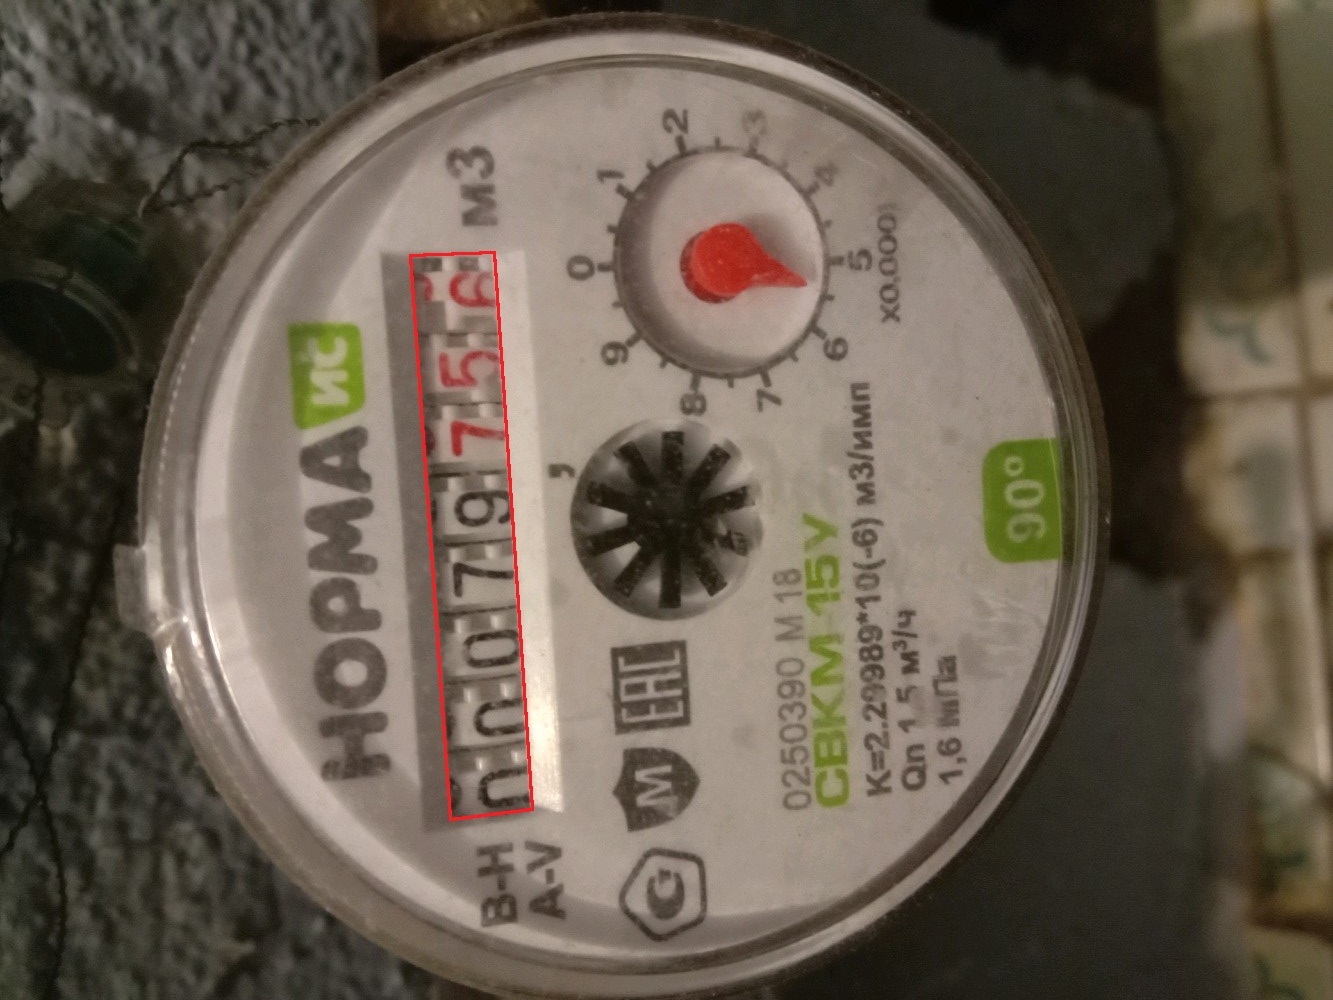 НОРМА ИС
00079756 м3
В-Н
А-V
,
0
1
2
3
4
5
6
7
8
9
X0.0001
ЕАС
М
С
0250390 М 18
СВКМ-15У
K=2.29989*10(-6) м3/имп
Qn 1.5 м³/ч
1,6 МПа
90°